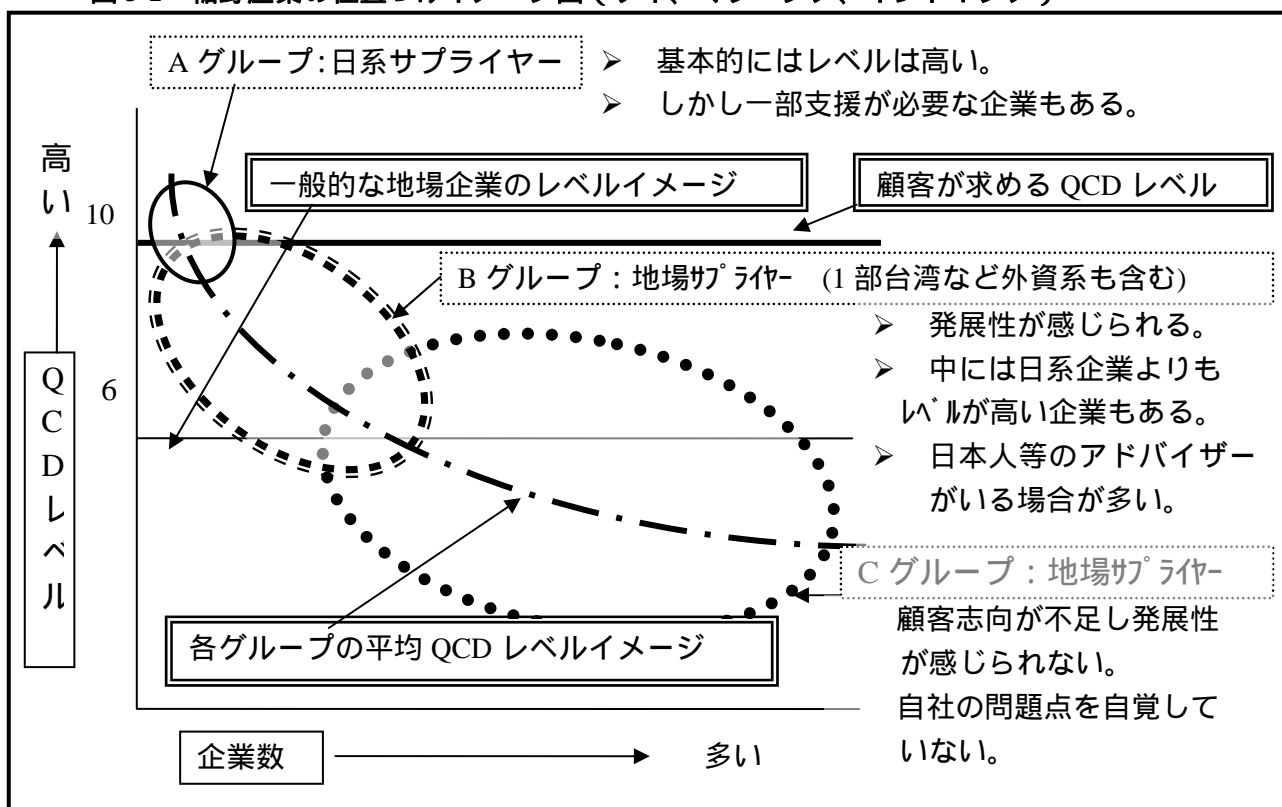 A グループ：日系サプライヤー
➢ 基本的にはレベルは高い。
➢ しかし一部支援が必要な企業もある。
高い
10
一般的な地場企業のレベルイメージ
顧客が求める QCD レベル
B グループ：地場ｻﾌﾟﾗｲﾔｰ (1 部台湾など外資系も含む)
➢ 発展性が感じられる。
➢ 中には日系企業よりも
ﾚﾍﾞﾙが高い企業もある。
➢ 日本人等のアドバイザー
がいる場合が多い。
QCDレベル
6
C グループ：地場ｻﾌﾟﾗｲﾔｰ
顧客志向が不足し発展性
が感じられない。
自社の問題点を自覚して
いない。
各グループの平均 QCD レベルイメージ
企業数
多い